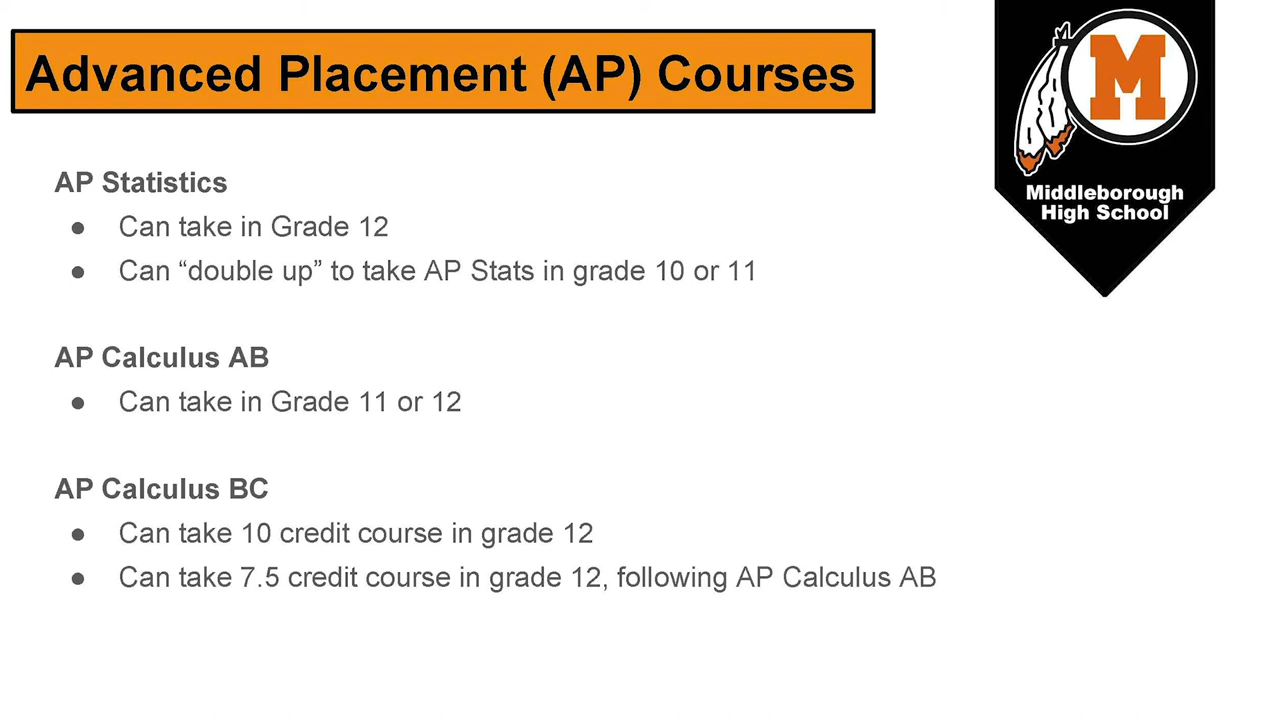 Advanced Placement (AP) Courses
M
Middleborough
High School
AP Statistics
● Can take in Grade 12
● Can “double up” to take AP Stats in grade 10 or 11
AP Calculus AB
● Can take in Grade 11 or 12
AP Calculus BC
● Can take 10 credit course in grade 12
● Can take 7.5 credit course in grade 12, following AP Calculus AB